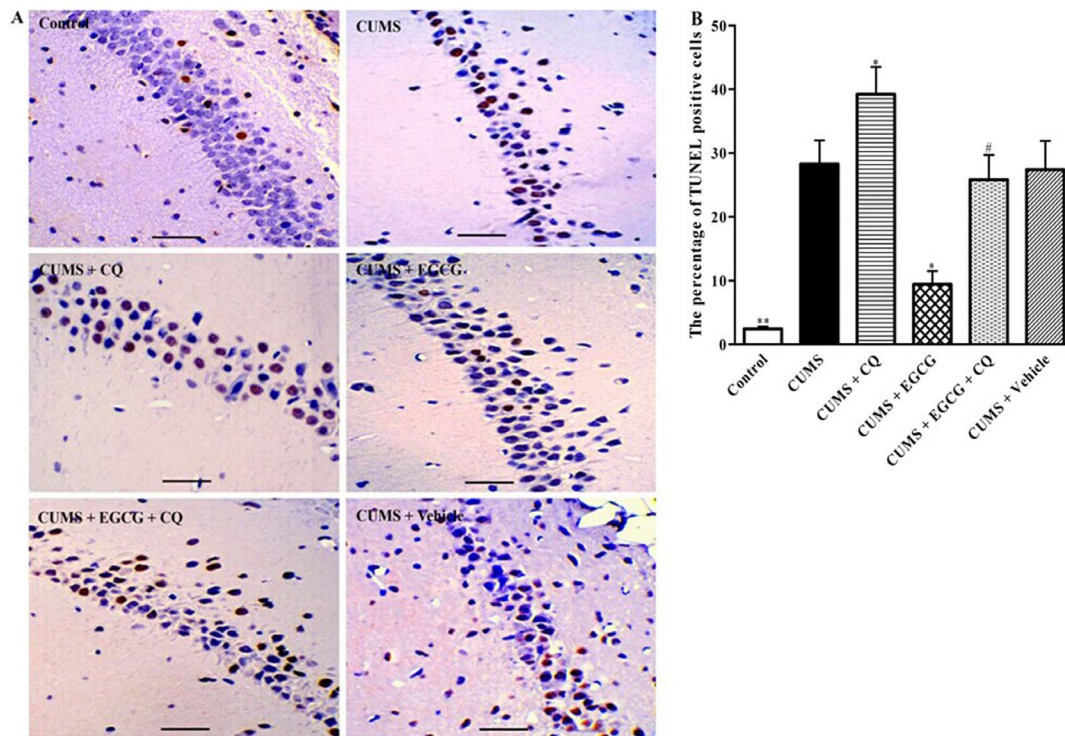 A
Control
CUMS
CUMS + CQ
CUMS + EGCG
CUMS + EGCG + CQ
CUMS + Vehicle
B
The percentage of TUNEL positive cells (%)
50
40
30
20
10
0
**
*
*
#
Control
CUMS
CUMS + CQ
CUMS + EGCG
CUMS + EGCG + CQ
CUMS + Vehicle